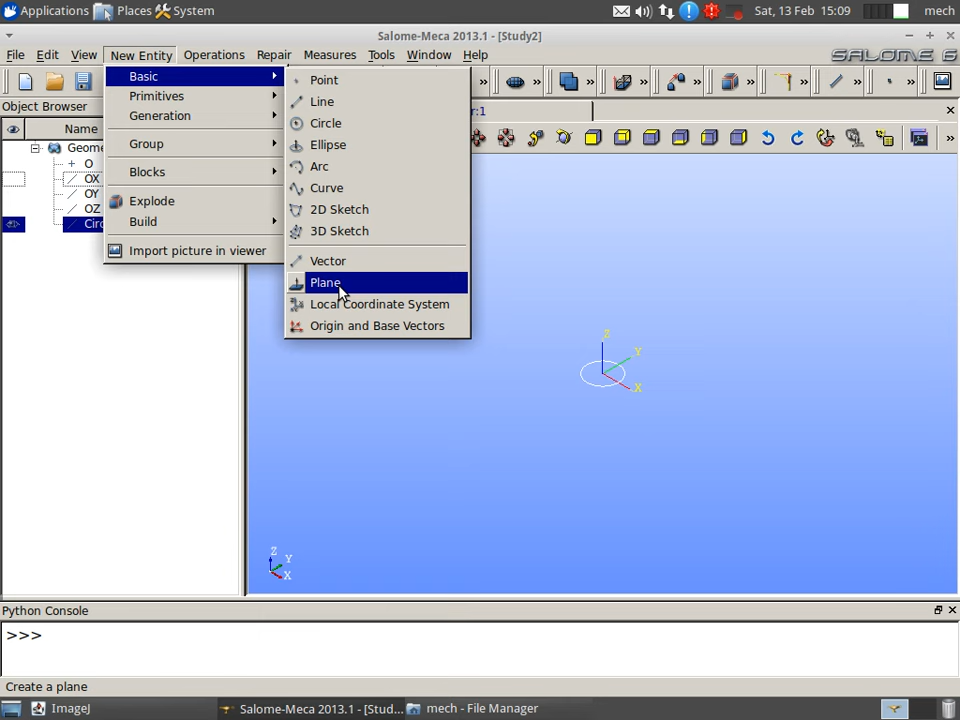 Applications Places System Sat, 13 Feb 15:09 mech
Salome-Meca 2013.1 - [Study2]
File Edit View New Entity Operations Repair Measures Tools Window Help SALOME 6
Object Browser
Name
Geome
O
OX
OY
OZ
Circ
Basic
Primitives
Generation
Group
Blocks
Explode
Build
Import picture in viewer
Point
Line
Circle
Ellipse
Arc
Curve
2D Sketch
3D Sketch
Vector
Plane
Local Coordinate System
Origin and Base Vectors
r:1
Z
Y
X
Z
Y
X
Python Console
>>>
Create a plane
ImageJ Salome-Meca 2013.1 - [Stud... mech - File Manager